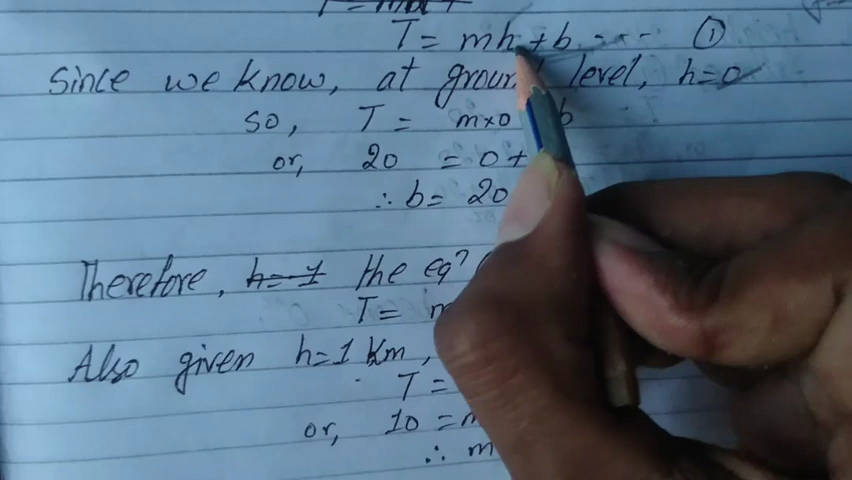 T = mh + b ---- ①
Since we know, at ground level, h=0
so, T = m×0 b
or, 20 = 0+
∴ b = 20
Therefore, h=1 the eqⁿ (
T = m
Also given h=1 Km,
T =
or, 10 = m
∴ m